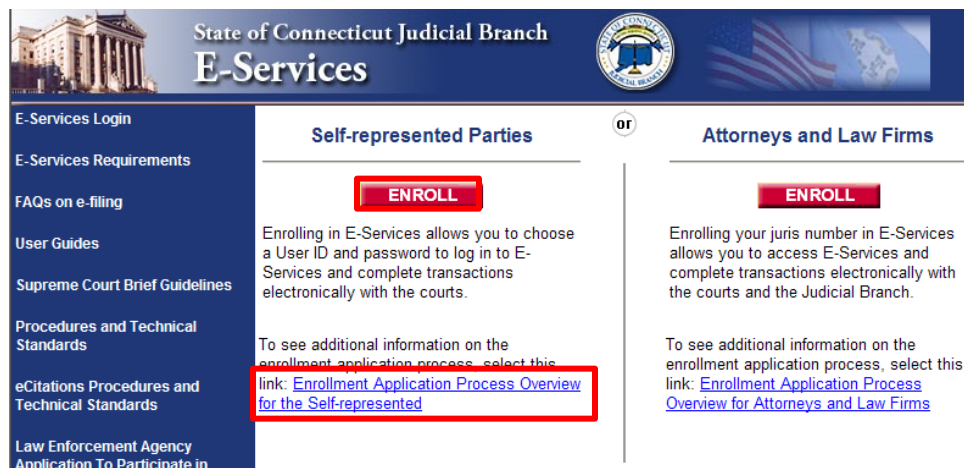 State of Connecticut Judicial Branch
E-Services
E-Services Login
E-Services Requirements
FAQs on e-filing
User Guides
Supreme Court Brief Guidelines
Procedures and Technical
Standards
eCitations Procedures and
Technical Standards
Law Enforcement Agency
Application To Participate in
Self-represented Parties
ENROLL
Enrolling in E-Services allows you to choose
a User ID and password to log in to E-
Services and complete transactions
electronically with the courts.
To see additional information on the
enrollment application process, select this
link: Enrollment Application Process Overview
for the Self-represented
or
Attorneys and Law Firms
ENROLL
Enrolling your juris number in E-Services
allows you to access E-Services and
complete transactions electronically with
the courts and the Judicial Branch.
To see additional information on the
enrollment application process, select this
link: Enrollment Application Process
Overview for Attorneys and Law Firms